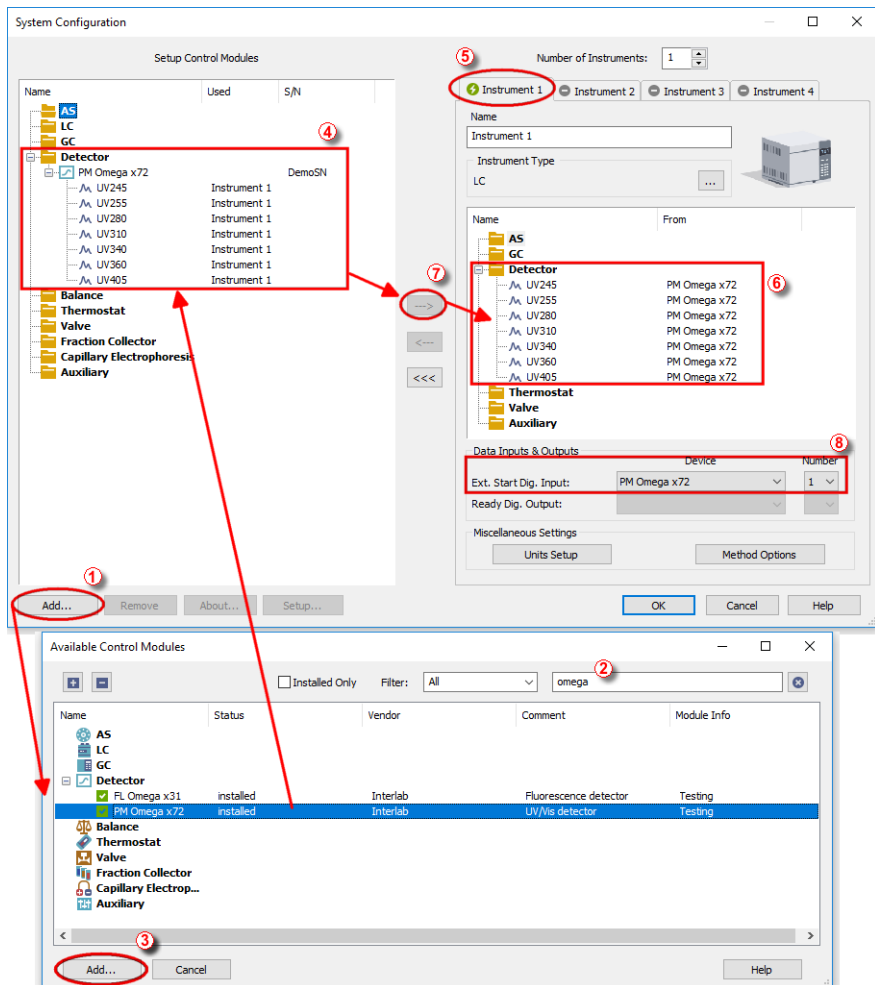 System Configuration
Setup Control Modules
Name Used S/N
AS
LC
GC
④
Detector
PM Omega x72 DemoSN
UV245 Instrument 1
UV255 Instrument 1
UV280 Instrument 1
UV310 Instrument 1
UV340 Instrument 1
UV360 Instrument 1
UV405 Instrument 1
Balance
Thermostat
Valve
Fraction Collector
Capillary Electrophoresis
Auxiliary
①
Add... Remove About... Setup...
⑦
--->
<---
<<<
⑤ Number of Instruments: 1
Instrument 1 Instrument 2 Instrument 3 Instrument 4
Name
Instrument 1
Instrument Type
LC ...
Name From
AS
GC
Detector
⑥
UV245 PM Omega x72
UV255 PM Omega x72
UV280 PM Omega x72
UV310 PM Omega x72
UV340 PM Omega x72
UV360 PM Omega x72
UV405 PM Omega x72
Thermostat
Valve
Auxiliary
⑧
Data Inputs & Outputs
Device Number
Ext. Start Dig. Input: PM Omega x72 1
Ready Dig. Output:
Miscellaneous Settings
Units Setup Method Options
OK Cancel Help
Available Control Modules
②
Installed Only Filter: All omega
Name Status Vendor Comment Module Info
AS
LC
GC
Detector
FL Omega x31 installed Interlab Fluorescence detector Testing
PM Omega x72 installed Interlab UV/Vis detector Testing
Balance
Thermostat
Valve
Fraction Collector
Capillary Electrop...
Auxiliary
③
Add... Cancel Help